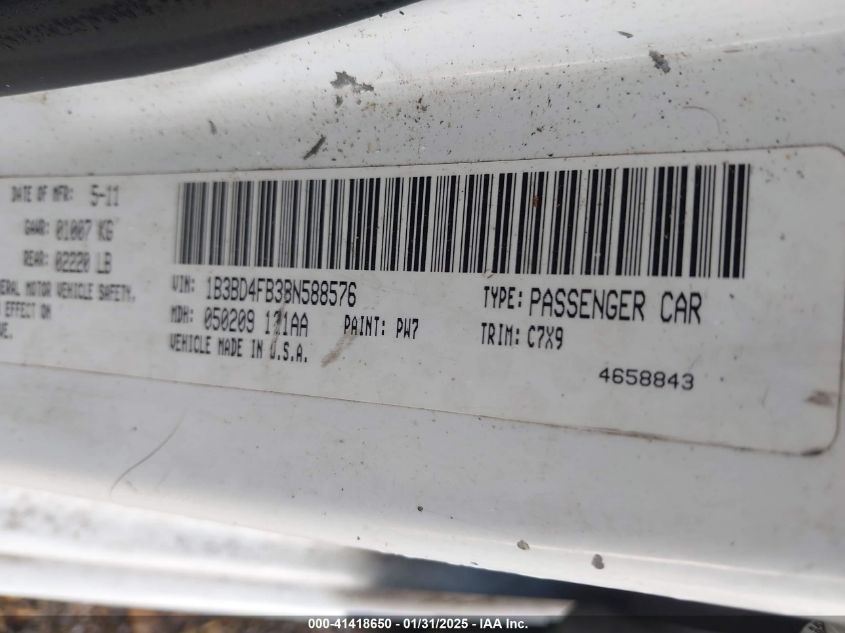 DATE OF MFR: 5-11
GAWR: 01007 KG
REAR: 02220 LB
ERAL MOTOR VEHICLE SAFETY,
EFFECT ON
VE.
VIN: 1B3BD4FB3BN588576
TYPE: PASSENGER CAR
MDH: 050209 171AA PAINT: PW7
TRIM: C7X9
VEHICLE MADE IN U.S.A.
4658843
000-41418650 - 01/31/2025 - IAA Inc.